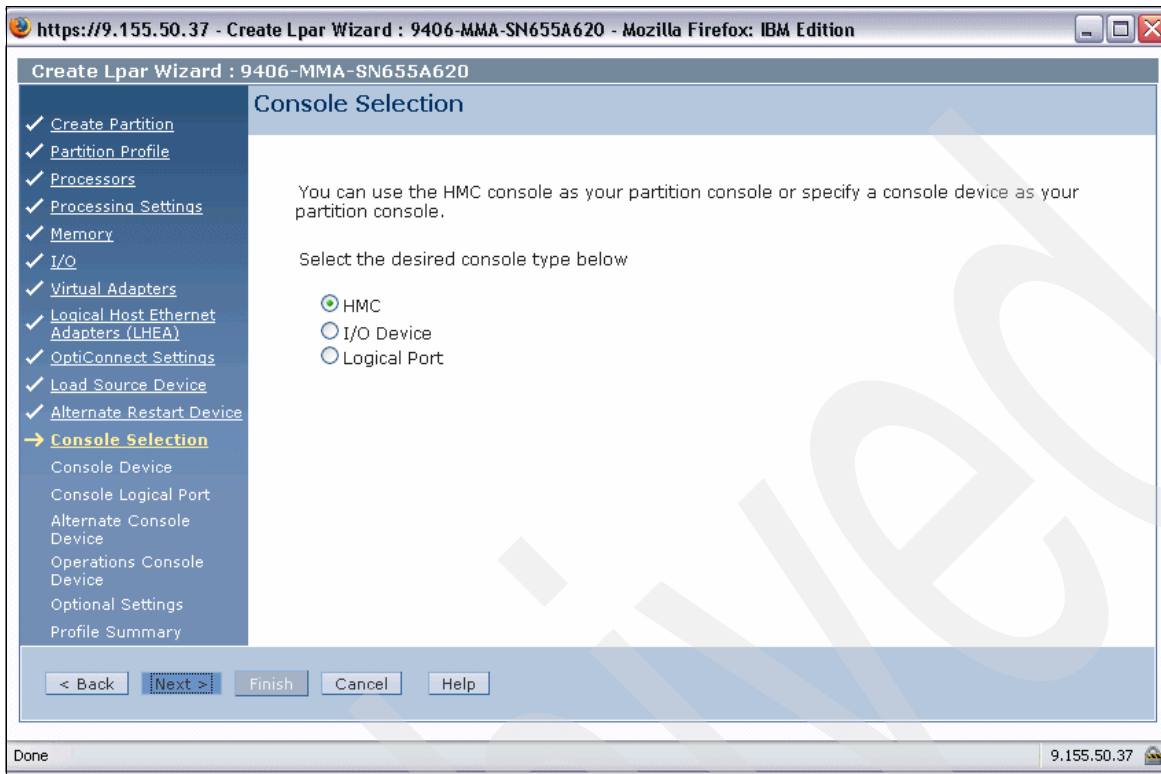 https://9.155.50.37 - Create Lpar Wizard : 9406-MMA-SN655A620 - Mozilla Firefox: IBM Edition
Create Lpar Wizard : 9406-MMA-SN655A620
Create Partition
Partition Profile
Processors
Processing Settings
Memory
I/O
Virtual Adapters
Logical Host Ethernet
Adapters (LHEA)
OptiConnect Settings
Load Source Device
Alternate Restart Device
Console Selection
Console Device
Console Logical Port
Alternate Console
Device
Operations Console
Device
Optional Settings
Profile Summary
Console Selection
You can use the HMC console as your partition console or specify a console device as your
partition console.
Select the desired console type below
HMC
I/O Device
Logical Port
< Back Next > Finish Cancel Help
Done 9.155.50.37